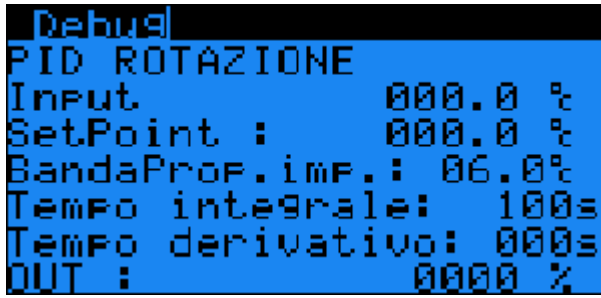 Debug
PID ROTAZIONE
Input 000.0 °c
SetPoint : 000.0 °c
BandaProp.imp.: 06.0°c
Tempo integrale: 100s
Tempo derivativo: 000s
OUT : 0000 %